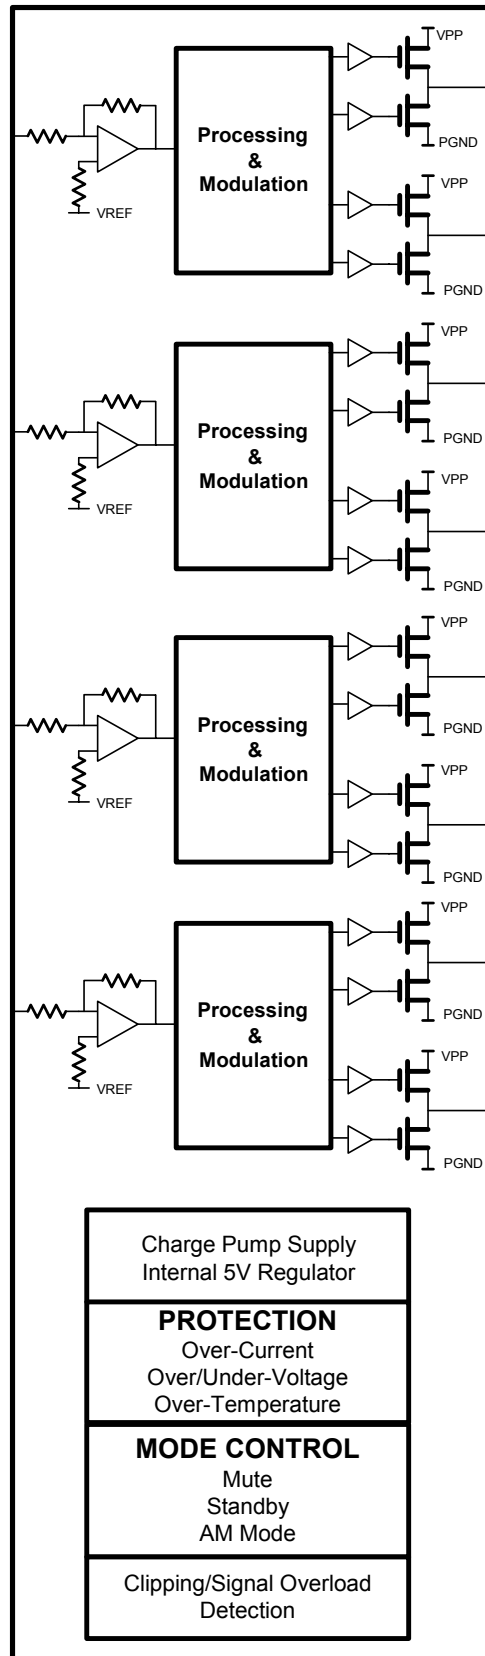 VPP
Processing
&
Modulation
PGND
VREF
VPP
PGND
VPP
Processing
&
Modulation
PGND
VREF
VPP
PGND
VPP
Processing
&
Modulation
PGND
VREF
VPP
PGND
VPP
Processing
&
Modulation
PGND
VREF
VPP
PGND
Charge Pump Supply
Internal 5V Regulator
PROTECTION
Over-Current
Over/Under-Voltage
Over-Temperature
MODE CONTROL
Mute
Standby
AM Mode
Clipping/Signal Overload
Detection